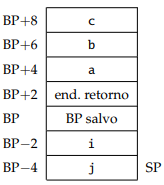 BP+8 c
BP+6 b
BP+4 a
BP+2 end. retorno
BP BP salvo
BP−2 i
BP−4 j SP